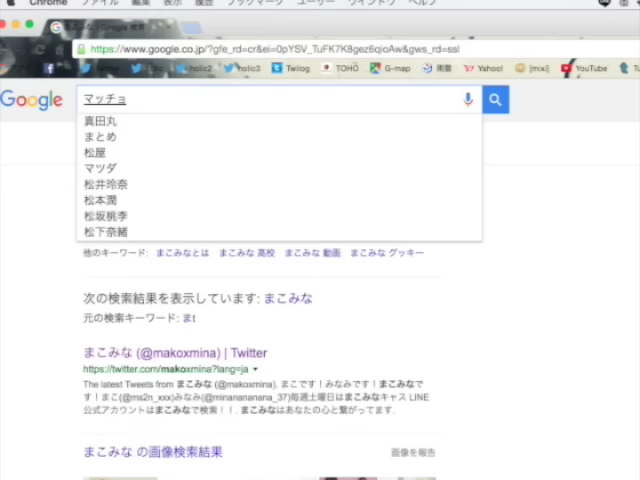 Chrome ファイル 編集 表示 履歴 ブックマーク ユーザー ウインドウ ヘルプ
https://www.google.co.jp/?gfe_rd=cr&ei=0pYSV_TuFK7K8gez6qioAw&gws_rd=ssl
holic2 holic3 Twilog TOHO G-map 雨雲 Yahoo! [mixi] YouTube
Google マッチョ
真田丸
まとめ
松屋
マツダ
松井玲奈
松本潤
松坂桃李
松下奈緒
他のキーワード: まこみなとは まこみな 高校 まこみな 動画 まこみな グッキー
次の検索結果を表示しています: まこみな
元の検索キーワード: まt
まこみな (@makoxmina) | Twitter
https://twitter.com/makoxmina?lang=ja
The latest Tweets from まこみな (@makoxmina). まこです！みなみです！まこみなで
す！まこ(@ms2n_xxx)みなみ(@minanananana_37)毎週土曜日はまこみなキャス LINE
公式アカウントはまこみなで検索！！. まこみなはあなたの心と繋がってます.
まこみな の画像検索結果 画像を報告